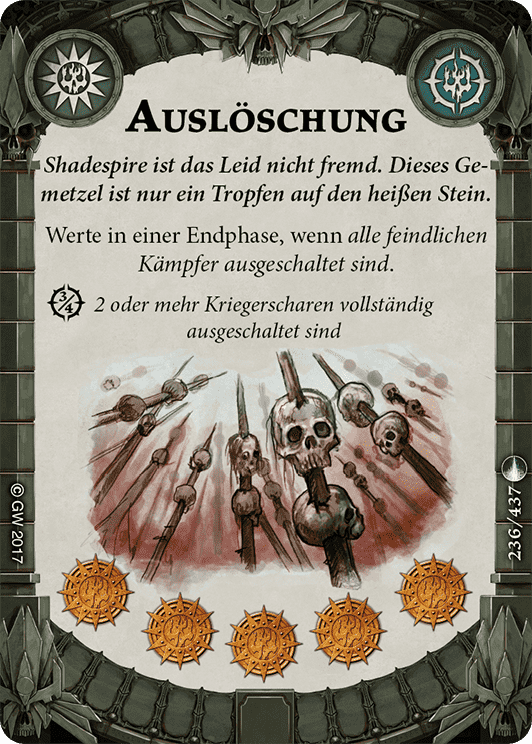 Auslöschung
Shadespire ist das Leid nicht fremd. Dieses Ge-
metzel ist nur ein Tropfen auf den heißen Stein.
Werte in einer Endphase, wenn alle feindlichen
Kämpfer ausgeschaltet sind.
3/4 2 oder mehr Kriegerscharen vollständig
ausgeschaltet sind
© GW 2017
236/437